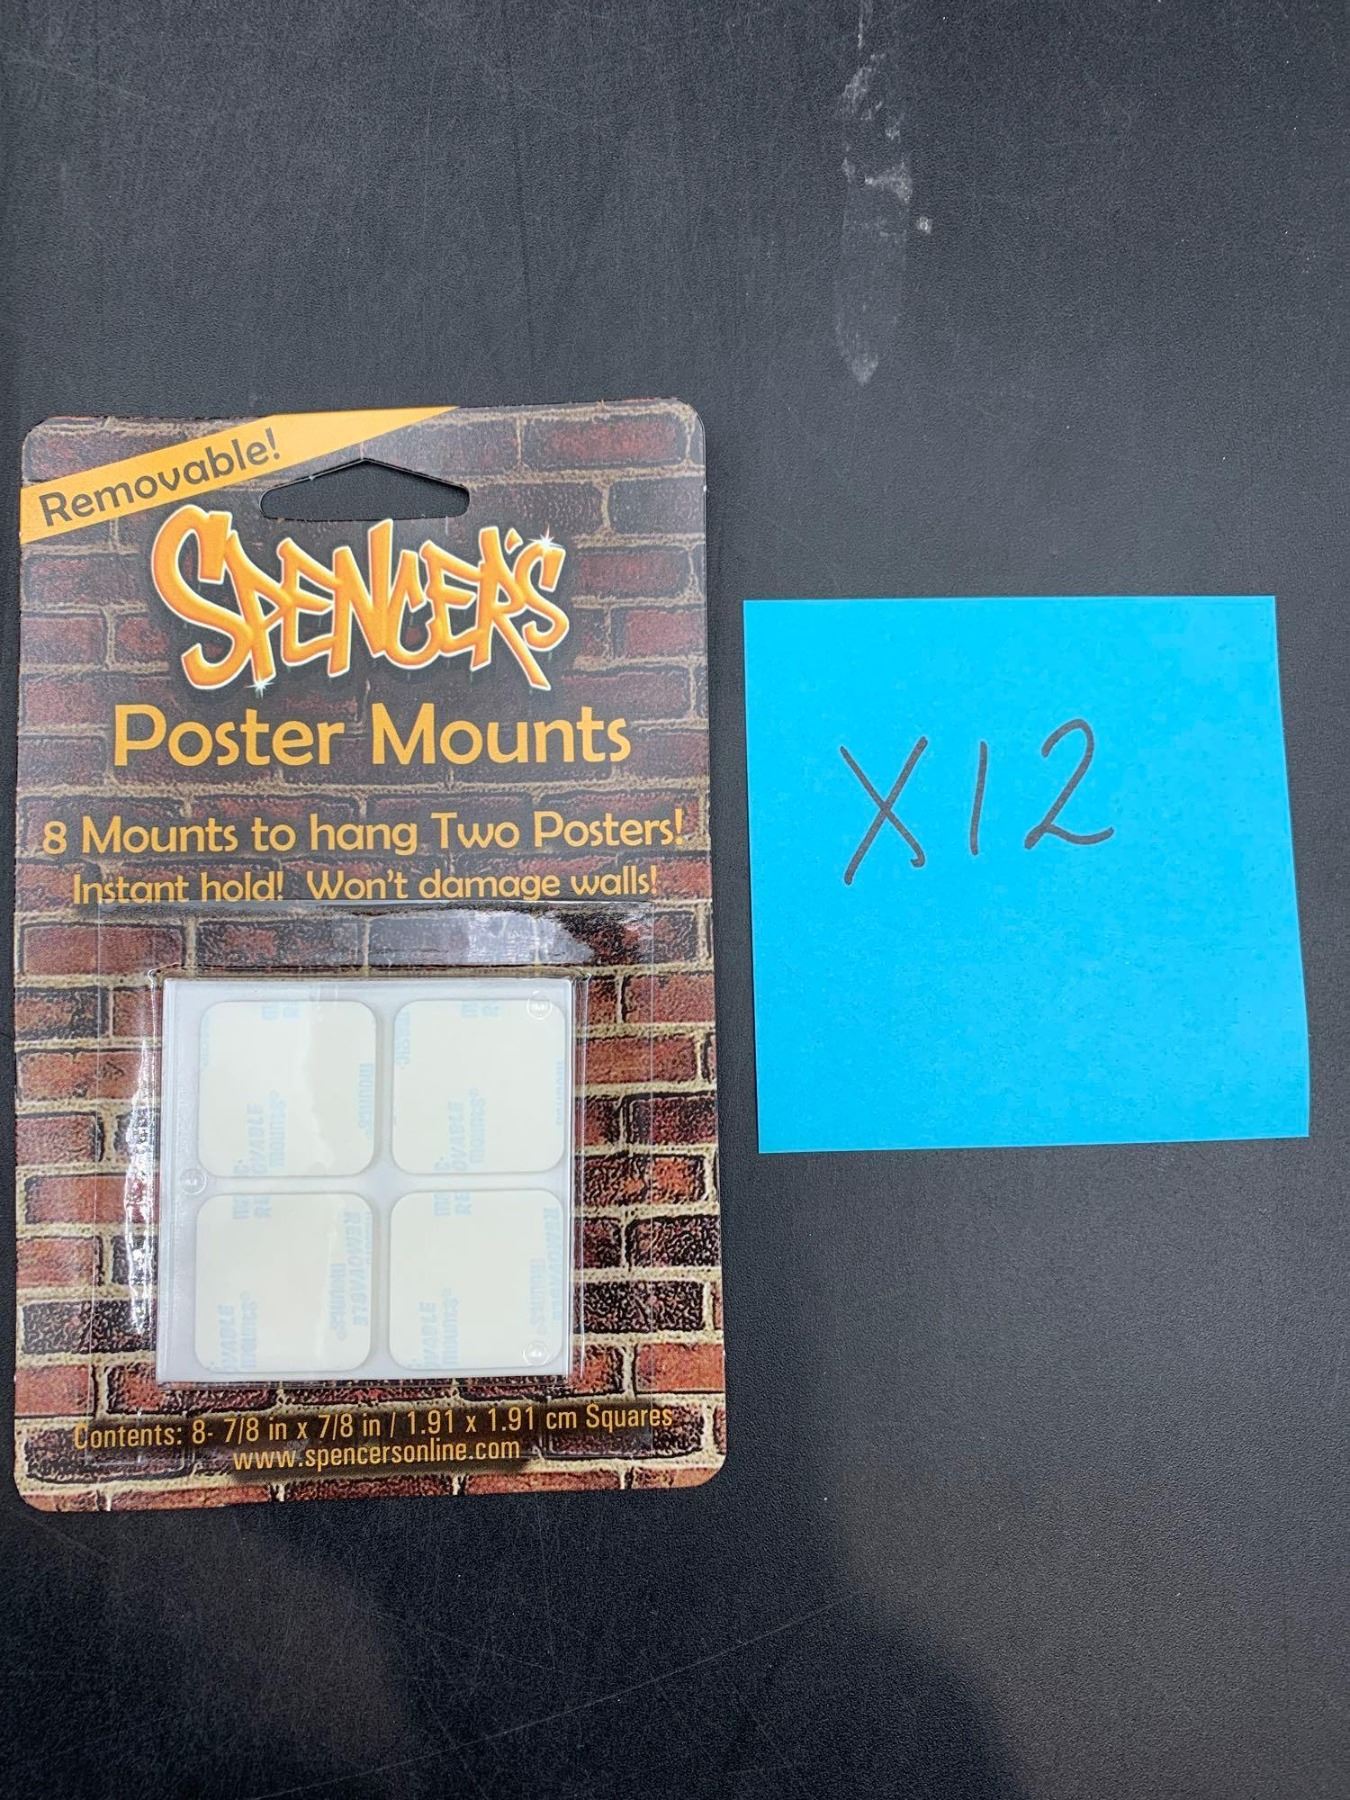 Removable!
SPENCER'S
Poster Mounts
8 Mounts to hang Two Posters!
Instant hold! Won't damage walls!
Contents: 8- 7/8 in x 7/8 in / 1.91 x 1.91 cm Squares
www.spencersonline.com
X12